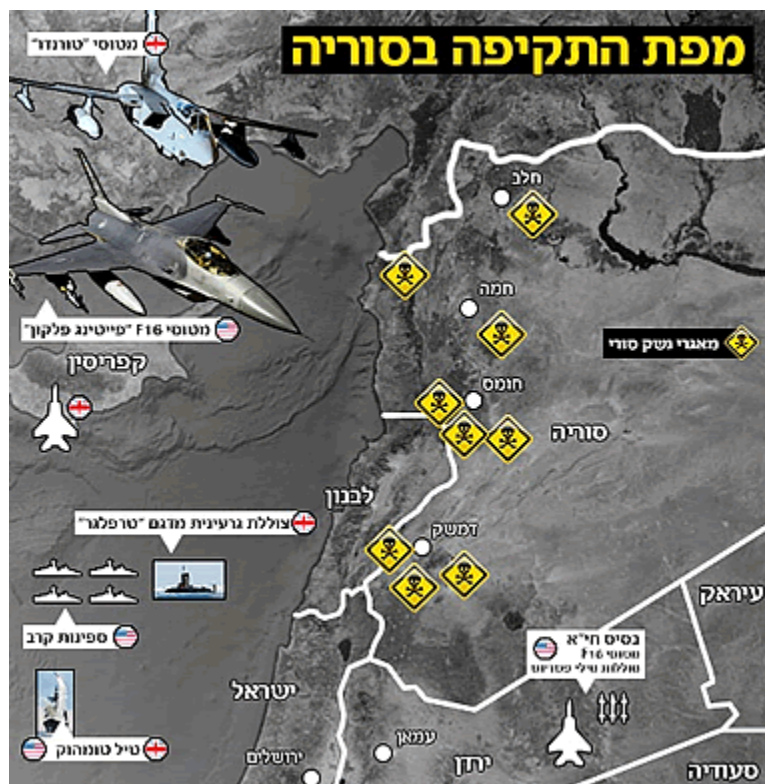 מפת התקיפה בסוריה
מטוסי "טורנדו"
חלב
חמה
מטוסי F16 "פייטינג פלקון"
מאגרי נשק סורי
קפריסין
חומס
סוריה
לבנון
צוללת גרעינית מדגם "טרפלגר"
דמשק
עיראק
ספינות קרב
בסיס חי"א
מטוסי F16
סוללות טילי פטריוט
ישראל
טיל טומהוק
ירושלים
עמאן
ירדן
סעודיה